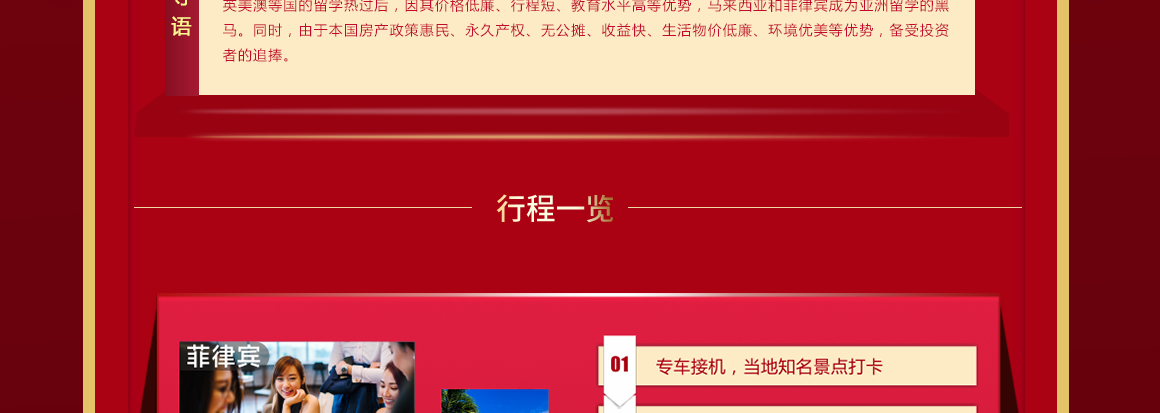 导
语
英美澳等国的留学热过后，因其价格低廉、行程短、教育水平高等优势，马来西亚和菲律宾成为亚洲留学的黑
马。同时，由于本国房产政策惠民、永久产权、无公摊、收益快、生活物价低廉、环境优美等优势，备受投资
者的追捧。
行程一览
菲律宾
01
专车接机，当地知名景点打卡